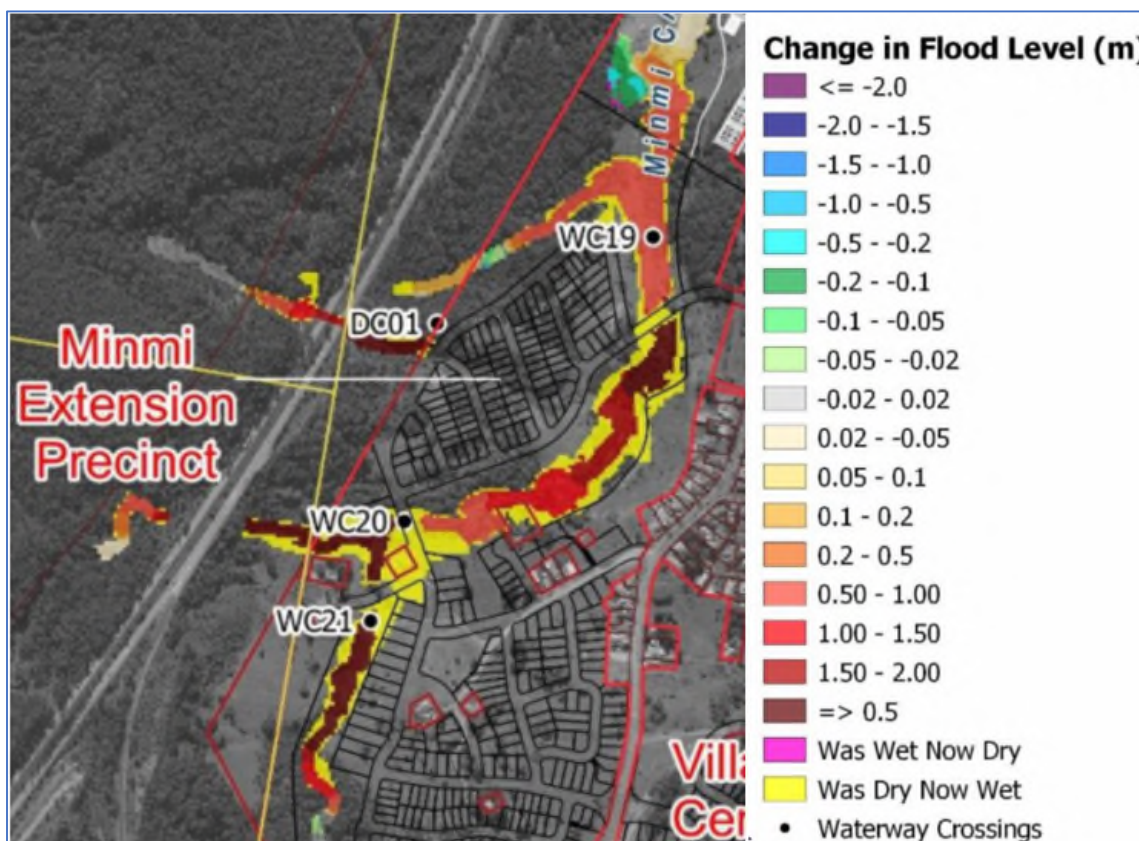 Minmi
WC19
DC01
Minmi
Extension
Precinct
WC20
WC21
Change in Flood Level (m)
<= -2.0
-2.0 - -1.5
-1.5 - -1.0
-1.0 - -0.5
-0.5 - -0.2
-0.2 - -0.1
-0.1 - -0.05
-0.05 - -0.02
-0.02 - 0.02
0.02 - -0.05
0.05 - 0.1
0.1 - 0.2
0.2 - 0.5
0.50 - 1.00
1.00 - 1.50
1.50 - 2.00
=> 0.5
Was Wet Now Dry
Was Dry Now Wet
Waterway Crossings